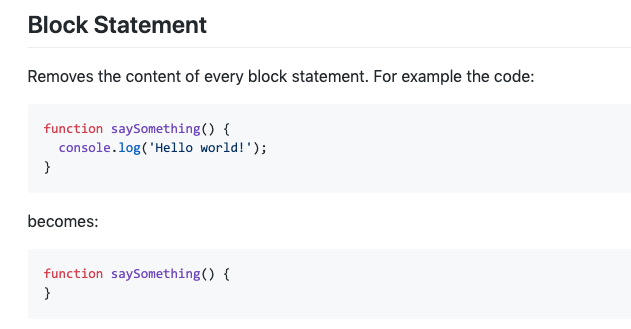 Block Statement
Removes the content of every block statement. For example the code:
function saySomething() {
  console.log('Hello world!');
}
becomes:
function saySomething() {
}